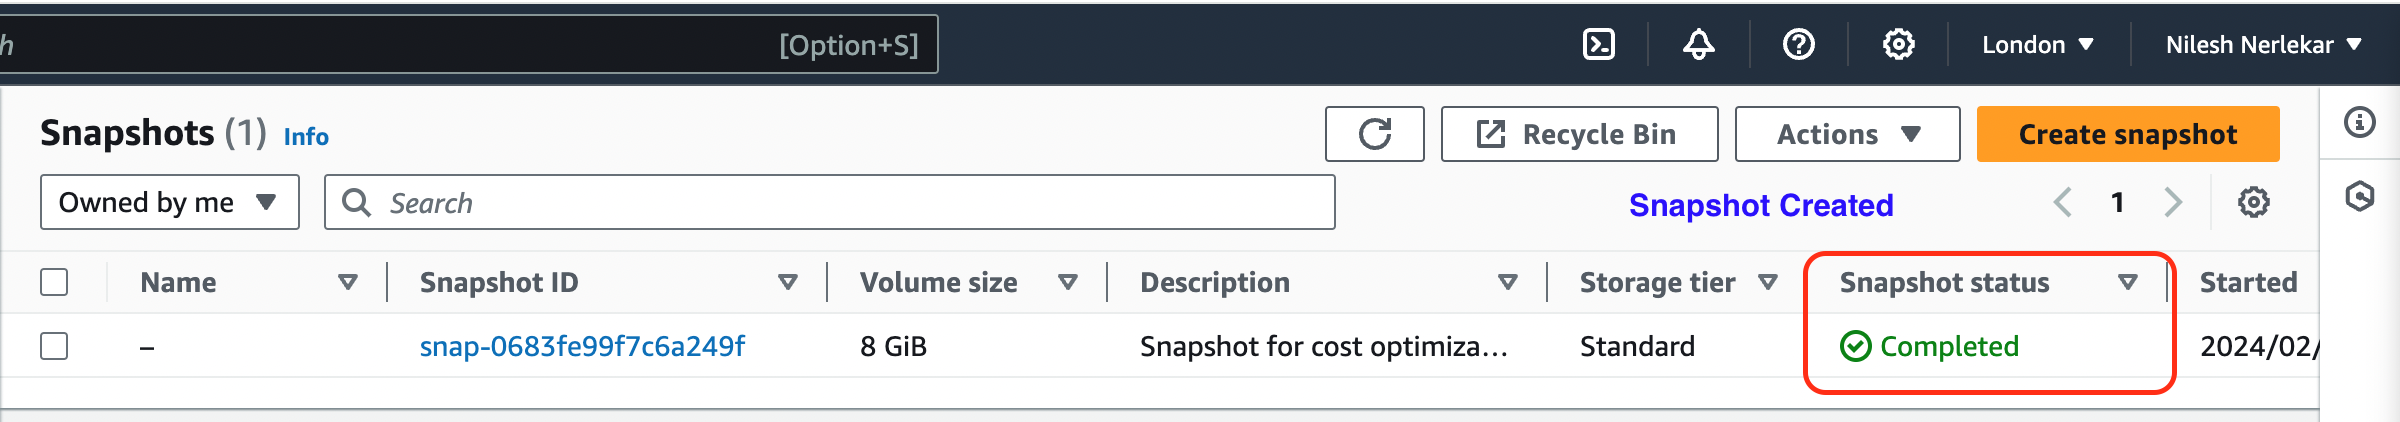 h [Option+S] London Nilesh Nerlekar
Snapshots (1) Info Recycle Bin Actions Create snapshot
Owned by me Search Snapshot Created 1
Name Snapshot ID Volume size Description Storage tier Snapshot status Started
– snap-0683fe99f7c6a249f 8 GiB Snapshot for cost optimiza... Standard Completed 2024/02/